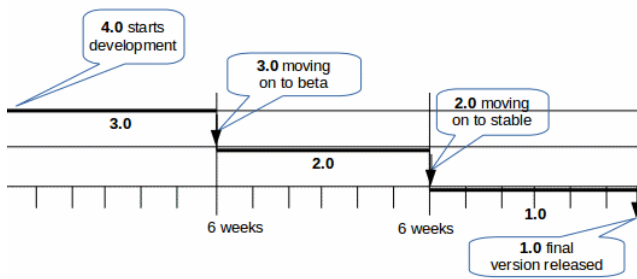 4.0 starts
development
3.0 moving
on to beta
2.0 moving
on to stable
3.0
2.0
1.0
6 weeks
6 weeks
1.0 final
version released